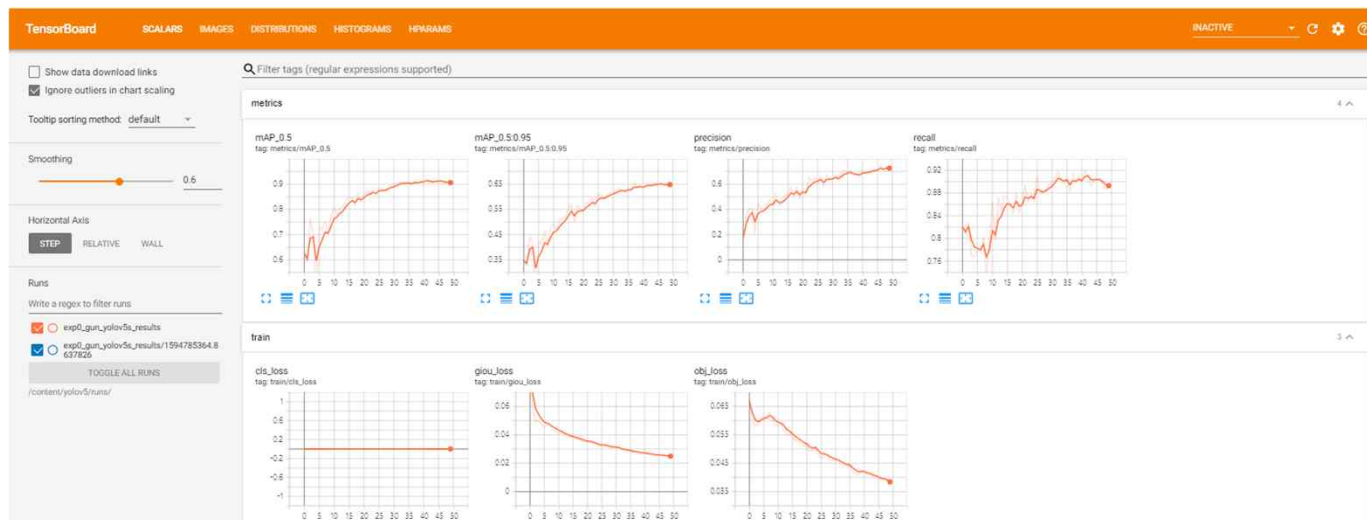 TensorBoard SCALARS IMAGES DISTRIBUTIONS HISTOGRAMS HPARAMS INACTIVE
Show data download links
Ignore outliers in chart scaling
Tooltip sorting method: default
Smoothing
0.6
Horizontal Axis
STEP RELATIVE WALL
Runs
Write a regex to filter runs
exp0_gun_yolov5s_results
exp0_gun_yolov5s_results/1594785364.8
637826
TOGGLE ALL RUNS
/content/yolov5/runs/
Filter tags (regular expressions supported)
metrics 4
mAP_0.5
tag: metrics/mAP_0.5
0.9
0.8
0.7
0.6
0 5 10 15 20 25 30 35 40 45 50
mAP_0.5:0.95
tag: metrics/mAP_0.5:0.95
0.65
0.55
0.45
0.35
0 5 10 15 20 25 30 35 40 45 50
precision
tag: metrics/precision
0.6
0.4
0.2
0
0 5 10 15 20 25 30 35 40 45 50
recall
tag: metrics/recall
0.92
0.88
0.84
0.8
0.76
0 5 10 15 20 25 30 35 40 45 50
train 3
cls_loss
tag: train/cls_loss
1
0.6
0.2
-0.2
-0.6
-1
0 5 10 15 20 25 30 35 40 45 50
giou_loss
tag: train/giou_loss
0.06
0.04
0.02
0
0 5 10 15 20 25 30 35 40 45 50
obj_loss
tag: train/obj_loss
0.065
0.055
0.045
0.035
0 5 10 15 20 25 30 35 40 45 50